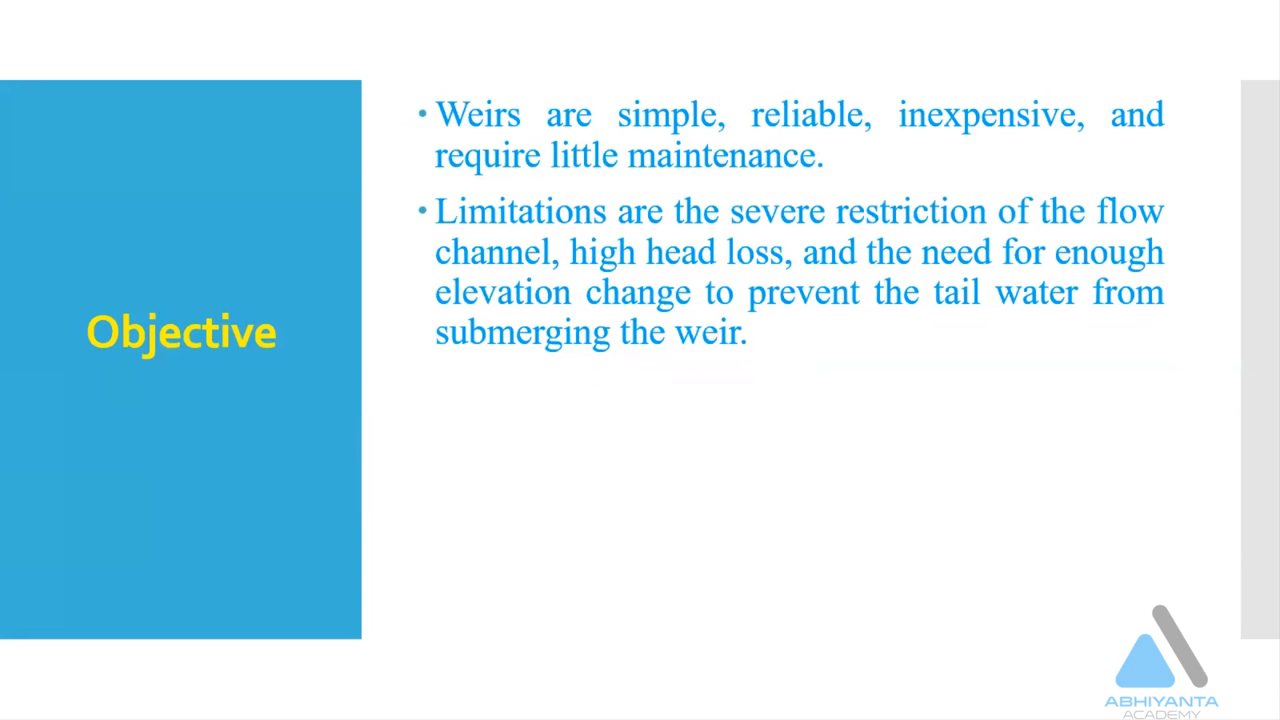 Objective
• Weirs are simple, reliable, inexpensive, and
require little maintenance.
• Limitations are the severe restriction of the flow
channel, high head loss, and the need for enough
elevation change to prevent the tail water from
submerging the weir.
ABHIYANTA
ACADEMY